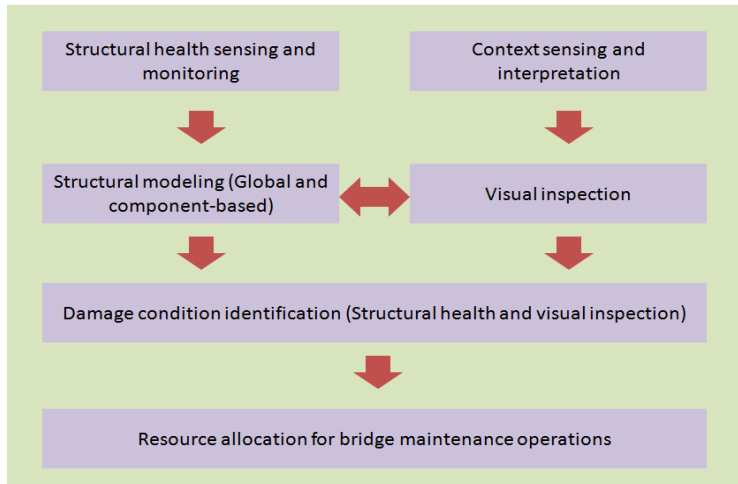 Structural health sensing and
monitoring
Context sensing and
interpretation
Structural modeling (Global and
component-based)
Visual inspection
Damage condition identification (Structural health and visual inspection)
Resource allocation for bridge maintenance operations